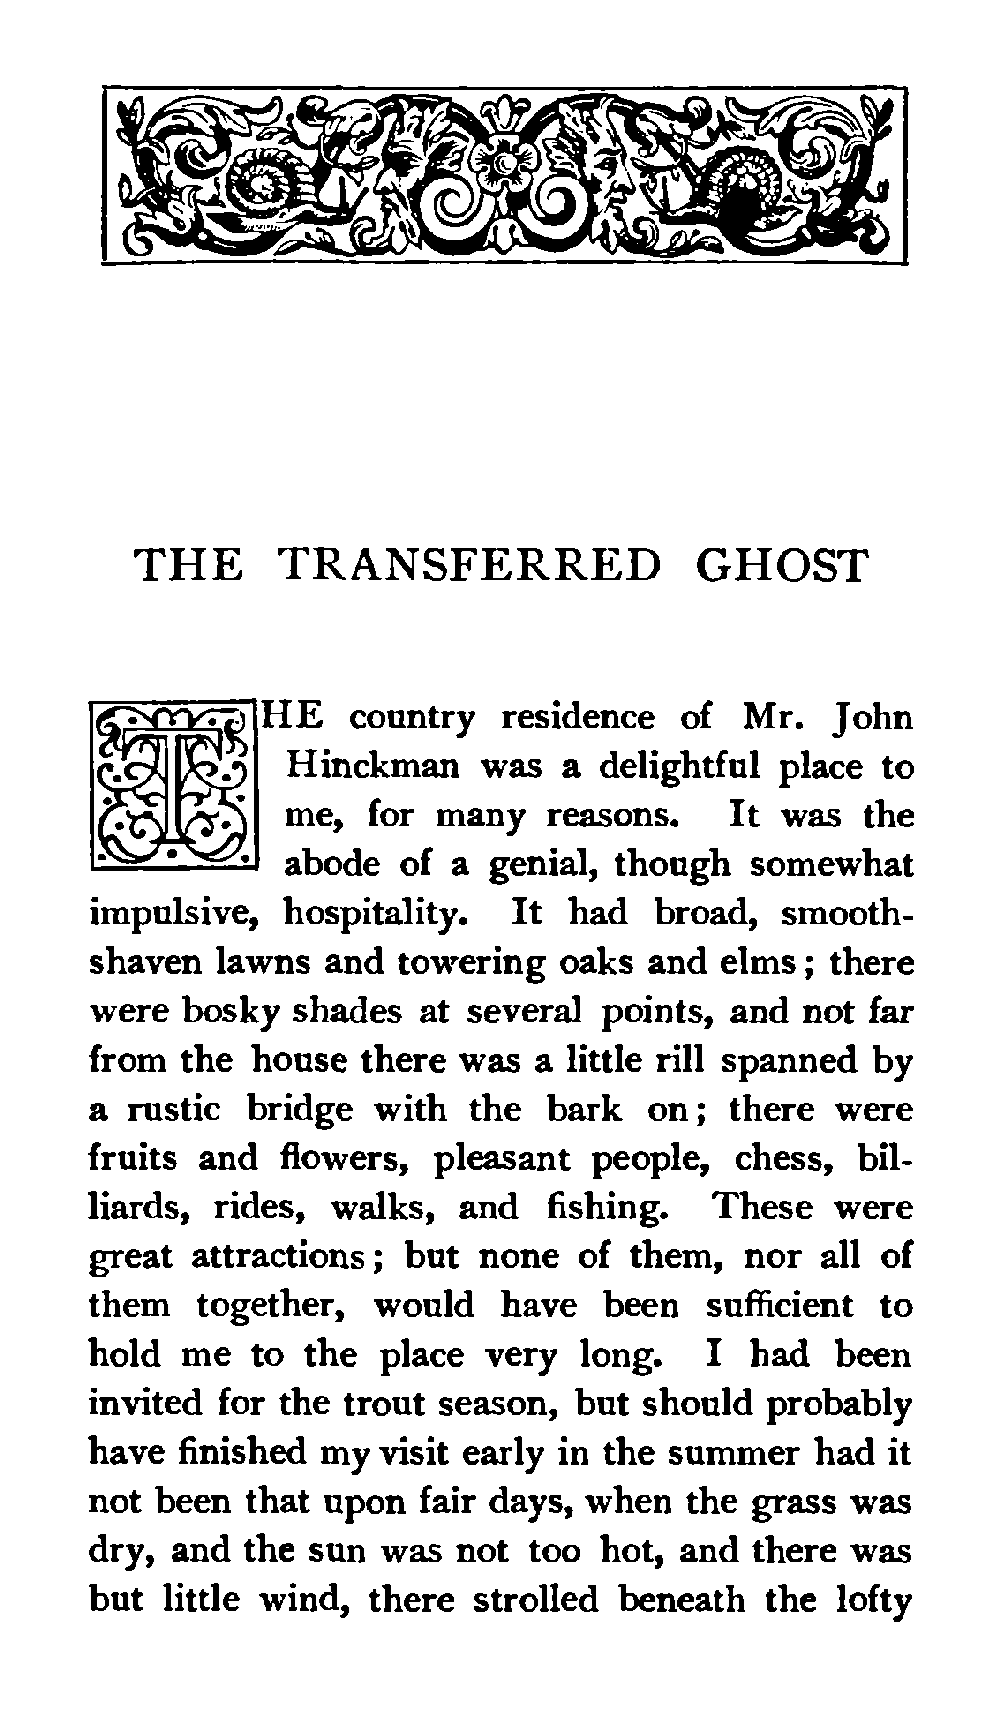 THE TRANSFERRED GHOST
THE country residence of Mr. John
Hinckman was a delightful place to
me, for many reasons. It was the
abode of a genial, though somewhat
impulsive, hospitality. It had broad, smooth-
shaven lawns and towering oaks and elms; there
were bosky shades at several points, and not far
from the house there was a little rill spanned by
a rustic bridge with the bark on; there were
fruits and flowers, pleasant people, chess, bil-
liards, rides, walks, and fishing. These were
great attractions; but none of them, nor all of
them together, would have been sufficient to
hold me to the place very long. I had been
invited for the trout season, but should probably
have finished my visit early in the summer had it
not been that upon fair days, when the grass was
dry, and the sun was not too hot, and there was
but little wind, there strolled beneath the lofty